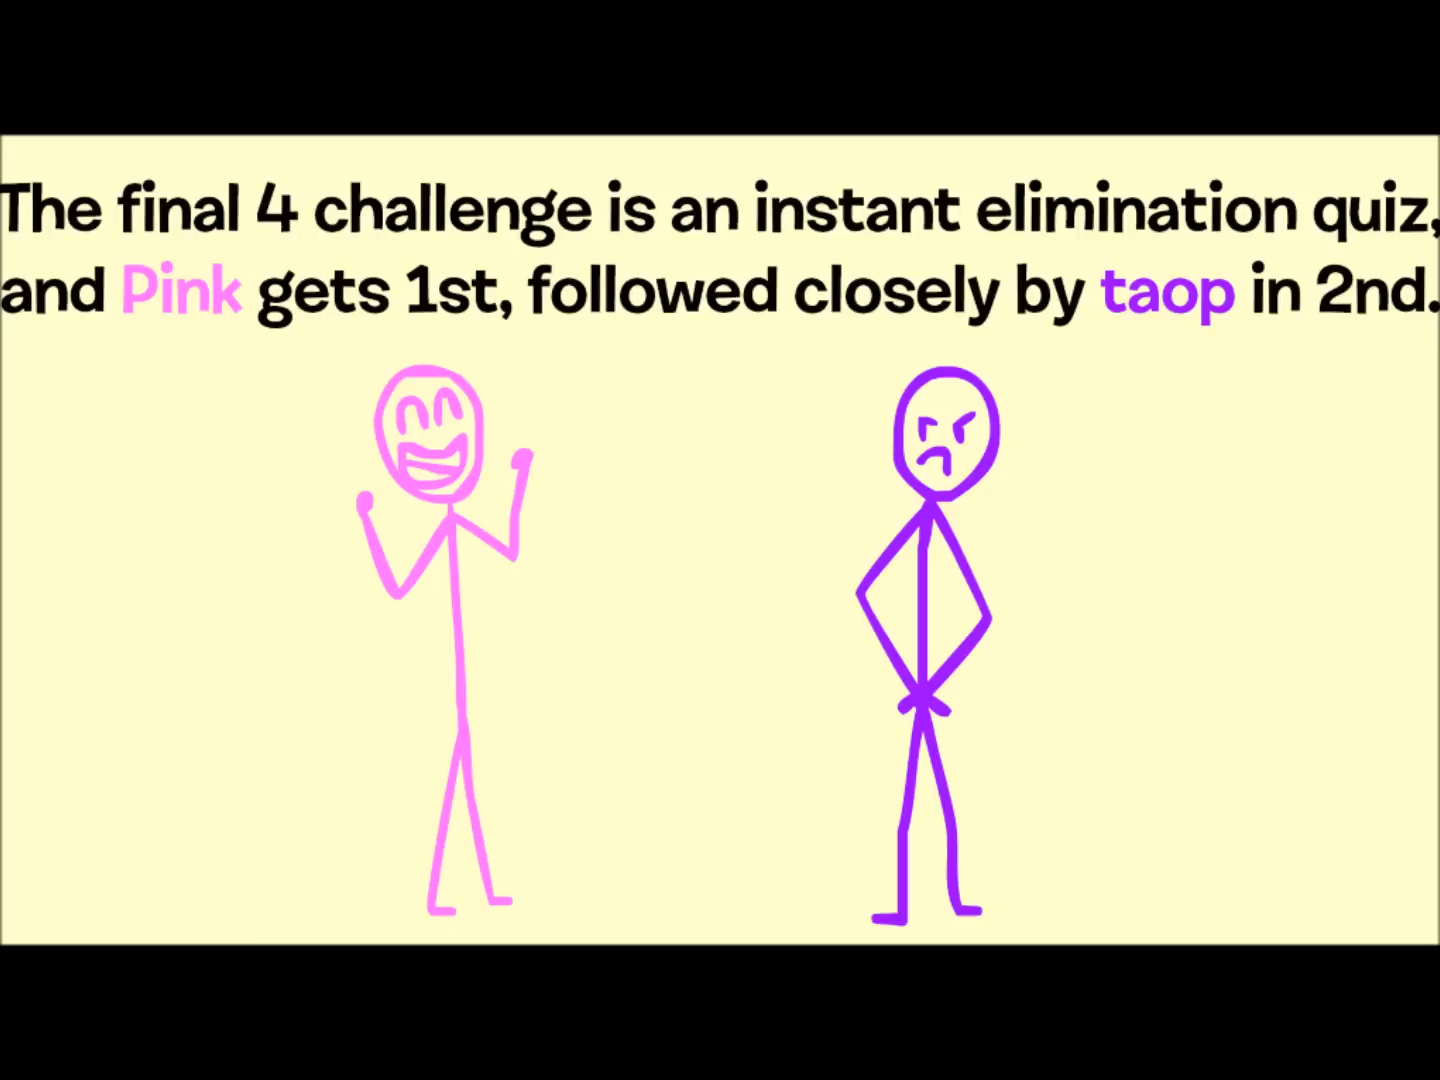 The final 4 challenge is an instant elimination quiz,
and Pink gets 1st, followed closely by taop in 2nd.